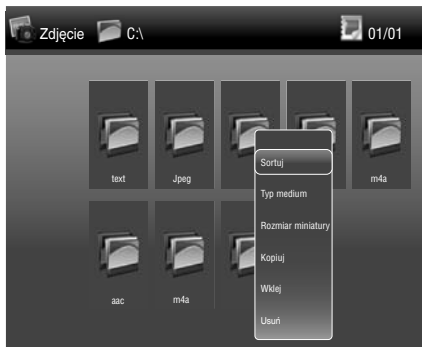 Zdjęcie C:\ 01/01
text Jpeg m4a
aac m4a
Sortuj
Typ medium
Rozmiar miniatury
Kopiuj
Wklej
Usuń